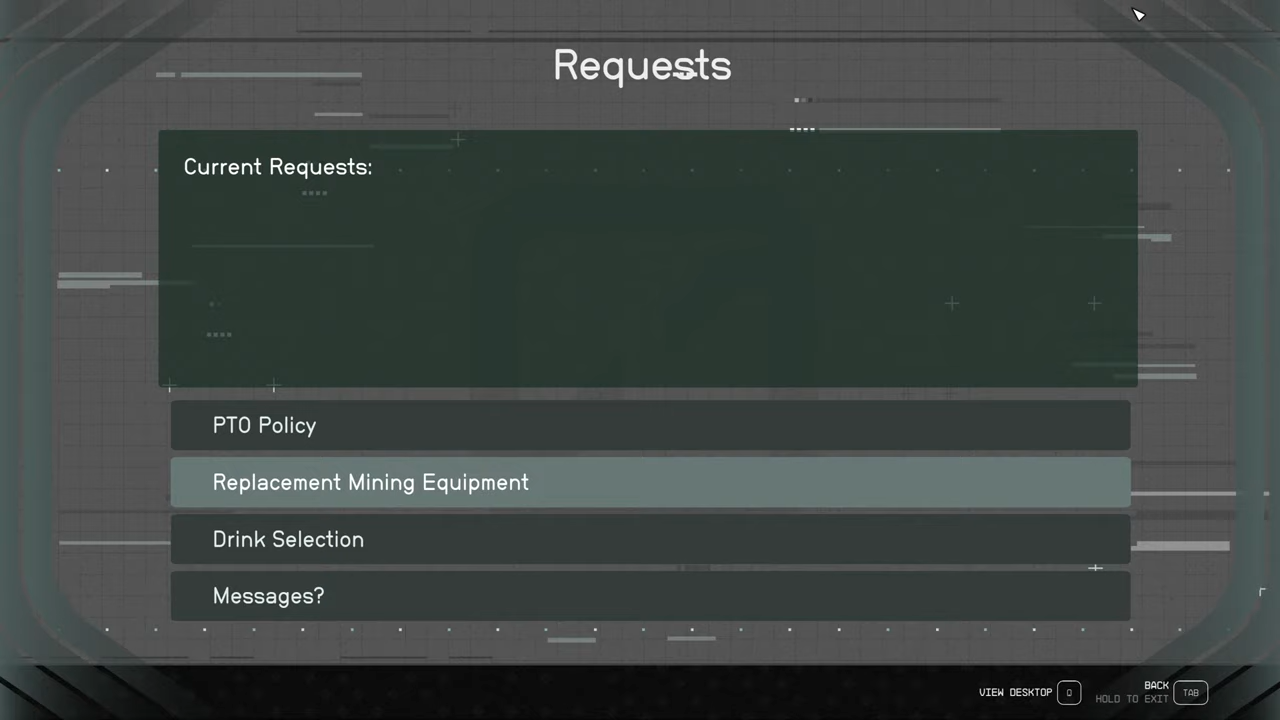 Requests
Current Requests:
PTO Policy
Replacement Mining Equipment
Drink Selection
Messages?
VIEW DESKTOP Q
BACK
HOLD TO EXIT TAB